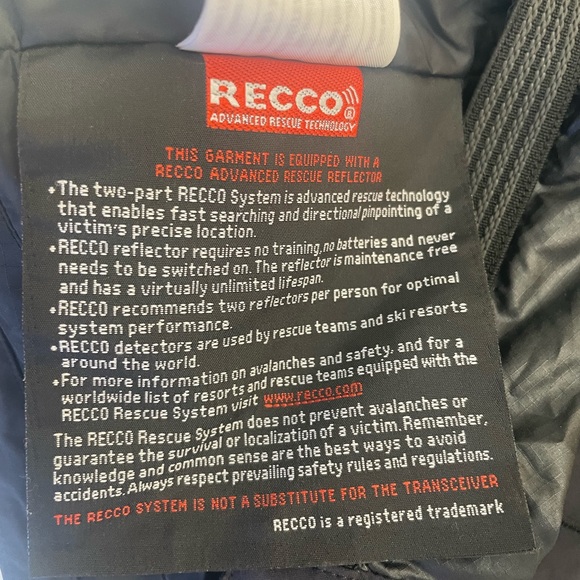 RECCO®
ADVANCED RESCUE TECHNOLOGY
THIS GARMENT IS EQUIPPED WITH A
RECCO ADVANCED RESCUE REFLECTOR
•The two-part RECCO System is advanced rescue technology
that enables fast searching and directional pinpointing of a
victim's precise location.
•RECCO reflector requires no training, no batteries and never
needs to be switched on. The reflector is maintenance free
and has a virtually unlimited lifespan.
•RECCO recommends two reflectors per person for optimal
system performance.
•RECCO detectors are used by rescue teams and ski resorts
around the world.
•For more information on avalanches and safety, and for a
worldwide list of resorts and rescue teams equipped with the
RECCO Rescue System visit www.recco.com
The RECCO Rescue System does not prevent avalanches or
guarantee the survival or localization of a victim. Remember,
knowledge and common sense are the best ways to avoid
accidents. Always respect prevailing safety rules and regulations.
THE RECCO SYSTEM IS NOT A SUBSTITUTE FOR THE TRANSCEIVER
RECCO is a registered trademark